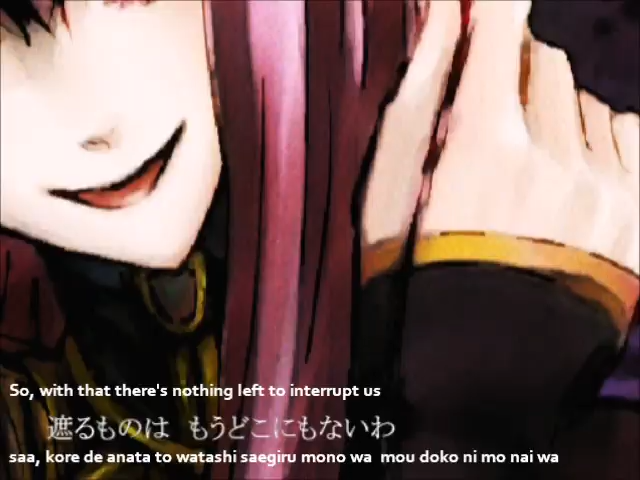 So, with that there's nothing left to interrupt us
遮るものは もうどこにもないわ
saa, kore de anata to watashi saegiru mono wa mou doko ni mo nai wa